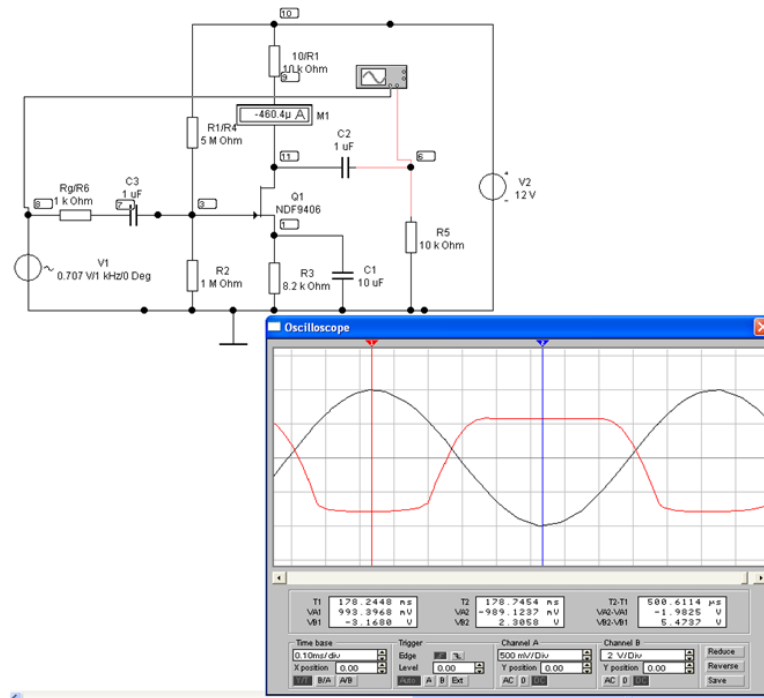 10
10/R1
10 k Ohm
9
-460.4µ A
M1
R1/R4
5 M Ohm
C2
1 uF
11
6
C3
1 uF
Rg/R6
1 k Ohm
8
7
3
Q1
NDF9406
V2
12 V
1
R5
10 k Ohm
V1
0.707 V/1 kHz/0 Deg
R2
1 M Ohm
R3
8.2 k Ohm
C1
10 uF
Oscilloscope
1
2
T1 178.2448 ms T2 178.7454 ms T2-T1 500.6114 µs
VA1 993.3968 mV VA2 -989.1237 mV VA2-VA1 -1.9825 V
VB1 -3.1680 V VB2 2.3058 V VB2-VB1 5.4737 V
Time base Trigger Channel A Channel B
0.10ms/div Edge 500 mV/Div 2 V/Div Reduce
X position 0.00 Level 0.00 Y position 0.00 Y position 0.00 Reverse
Y/T B/A A/B Auto A B Ext AC 0 DC AC 0 DC Save